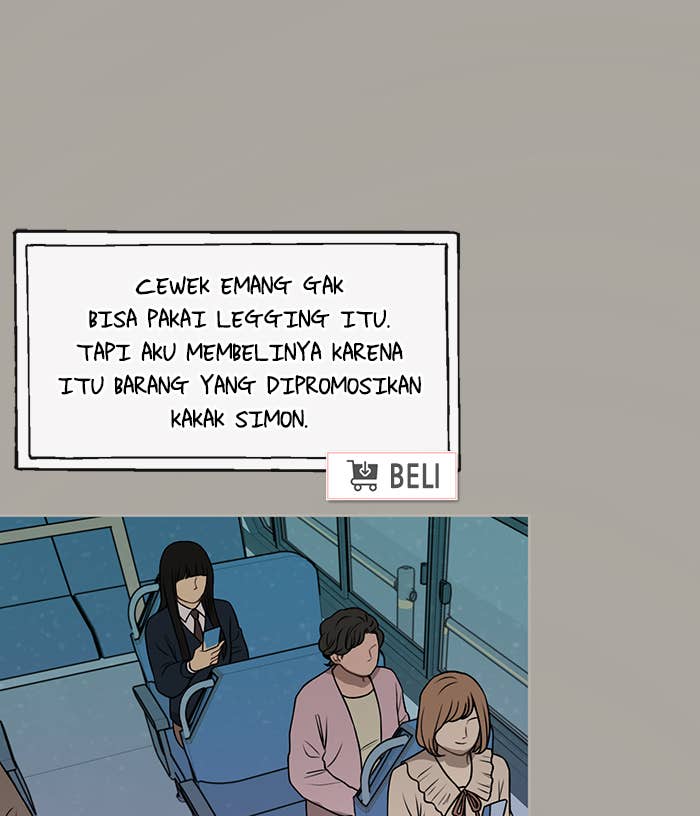 CEWEK EMANG GAK
BISA PAKAI LEGGING ITU.
TAPI AKU MEMBELINYA KARENA
ITU BARANG YANG DIPROMOSIKAN
KAKAK SIMON.
BELI